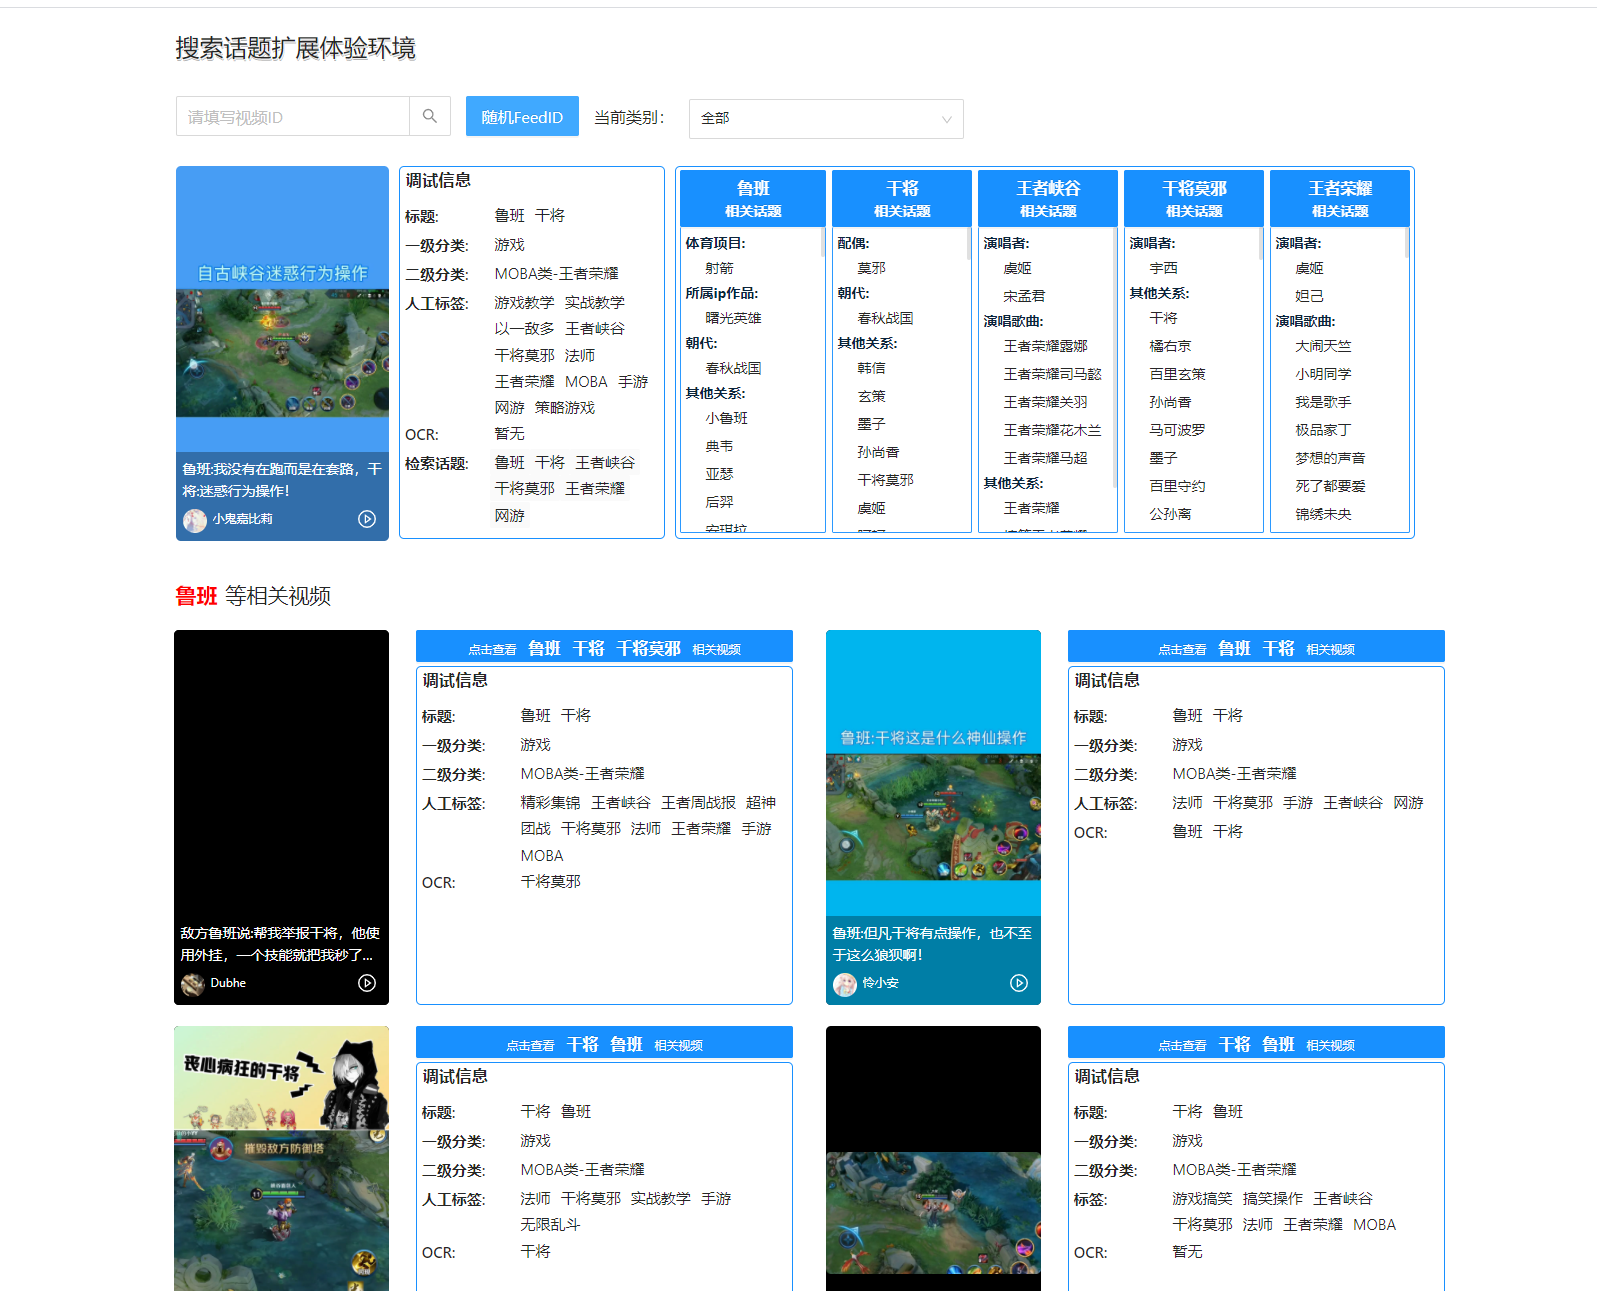 搜索话题扩展体验环境
请填写视频ID
随机FeedID
当前类别：
全部
自古峡谷迷惑行为操作
鲁班:我没有在跑而是在套路，干
将:迷惑行为操作！
小鬼嘉比莉
调试信息
标题: 鲁班 干将
一级分类: 游戏
二级分类: MOBA类-王者荣耀
人工标签: 游戏教学 实战教学
以一敌多 王者峡谷
干将莫邪 法师
王者荣耀 MOBA 手游
网游 策略游戏
OCR: 暂无
检索话题: 鲁班 干将 王者峡谷
干将莫邪 王者荣耀
网游
鲁班
相关话题
体育项目:
射箭
所属ip作品:
曙光英雄
朝代:
春秋战国
其他关系:
小鲁班
典韦
亚瑟
后羿
安琪拉
干将
相关话题
配偶:
莫邪
朝代:
春秋战国
其他关系:
韩信
玄策
墨子
孙尚香
干将莫邪
虞姬
王者峡谷
相关话题
演唱者:
虞姬
宋孟君
演唱歌曲:
王者荣耀露娜
王者荣耀司马懿
王者荣耀关羽
王者荣耀花木兰
王者荣耀马超
其他关系:
王者荣耀
干将莫邪
相关话题
演唱者:
宇西
其他关系:
干将
橘右京
百里玄策
孙尚香
马可波罗
墨子
百里守约
公孙离
王者荣耀
相关话题
演唱者:
虞姬
妲己
演唱歌曲:
大闹天竺
小明同学
我是歌手
极品家丁
梦想的声音
死了都要爱
锦绣未央
鲁班 等相关视频
敌方鲁班说:帮我举报干将，他使
用外挂，一个技能就把我秒了...
Dubhe
点击查看 鲁班 干将 千将莫邪 相关视频
调试信息
标题: 鲁班 干将
一级分类: 游戏
二级分类: MOBA类-王者荣耀
人工标签: 精彩集锦 王者峡谷 王者周战报 超神
团战 干将莫邪 法师 王者荣耀 手游
MOBA
OCR: 千将莫邪
鲁班:干将这是什么神仙操作
鲁班:但凡干将有点操作，也不至
于这么狼狈啊！
怜小安
点击查看 鲁班 干将 相关视频
调试信息
标题: 鲁班 干将
一级分类: 游戏
二级分类: MOBA类-王者荣耀
人工标签: 法师 干将莫邪 手游 王者峡谷 网游
OCR: 鲁班 干将
丧心病狂的干将
摧毁敌方防御塔
点击查看 干将 鲁班 相关视频
调试信息
标题: 干将 鲁班
一级分类: 游戏
二级分类: MOBA类-王者荣耀
人工标签: 法师 干将莫邪 实战教学 手游
无限乱斗
OCR: 干将
点击查看 干将 鲁班 相关视频
调试信息
标题: 干将 鲁班
一级分类: 游戏
二级分类: MOBA类-王者荣耀
标签: 游戏搞笑 搞笑操作 王者峡谷
干将莫邪 法师 王者荣耀 MOBA
OCR: 暂无